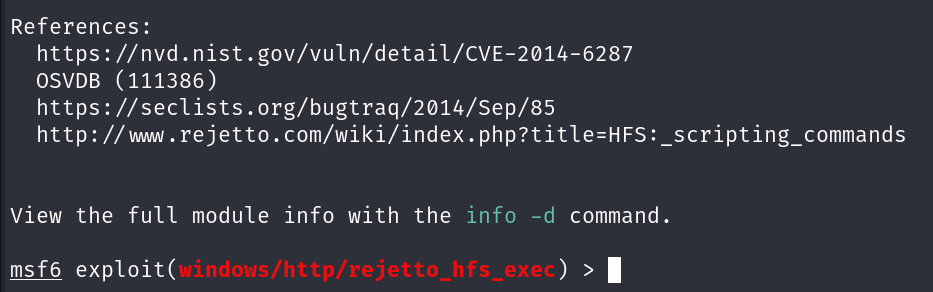 References:
https://nvd.nist.gov/vuln/detail/CVE-2014-6287
OSVDB (111386)
https://seclists.org/bugtraq/2014/Sep/85
http://www.rejetto.com/wiki/index.php?title=HFS:_scripting_commands
View the full module info with the info -d command.
msf6 exploit(windows/http/rejetto_hfs_exec) >